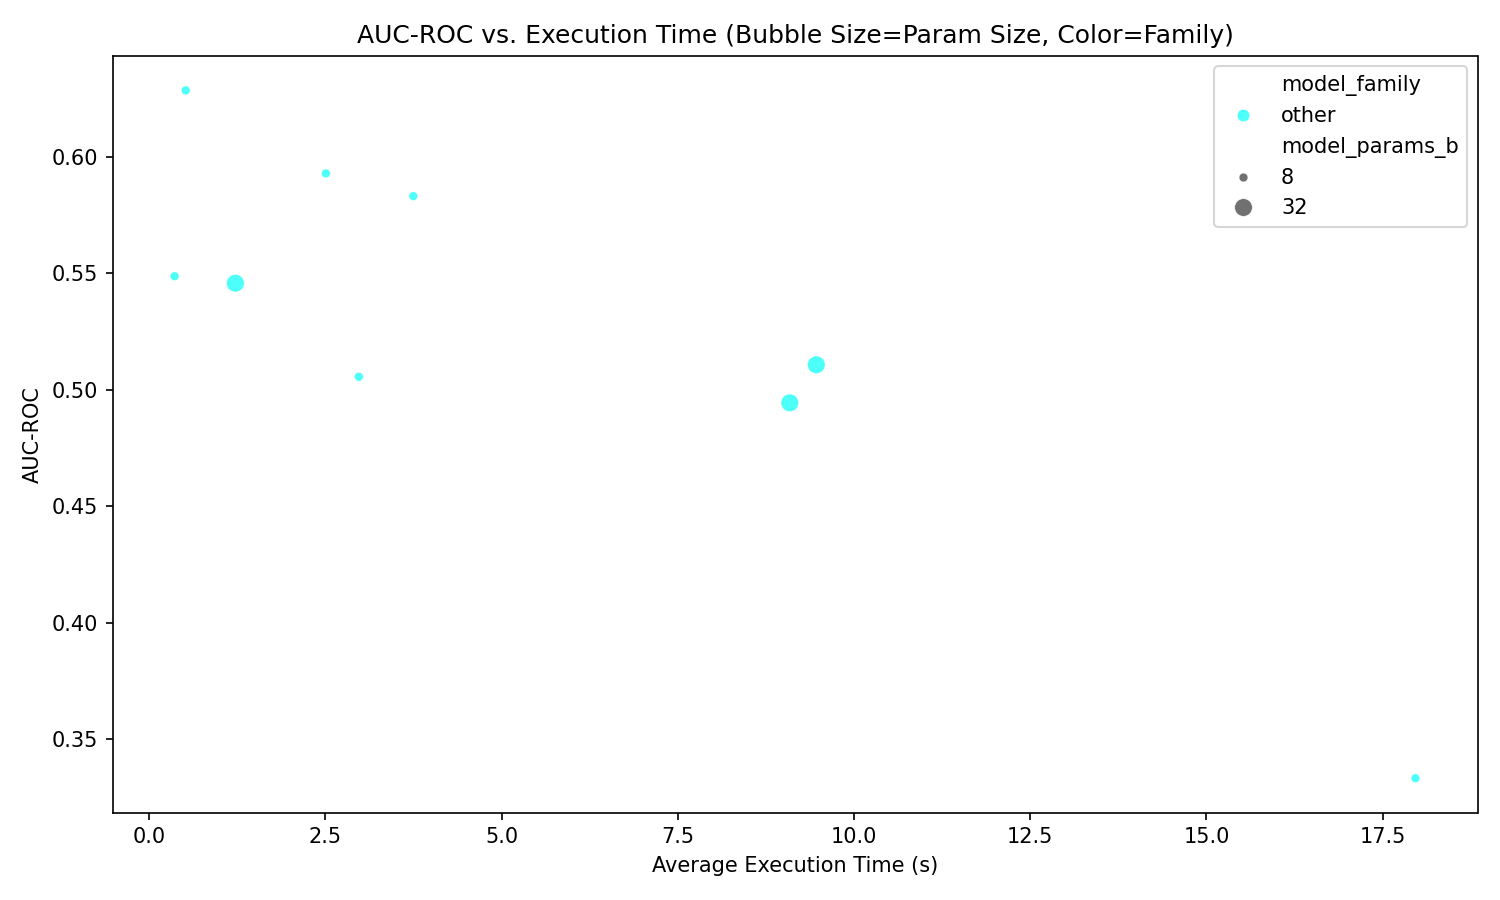 AUC-ROC vs. Execution Time (Bubble Size=Param Size, Color=Family)
model_family
other
model_params_b
8
32
0.60
0.55
0.50
0.45
0.40
0.35
AUC-ROC
0.0 2.5 5.0 7.5 10.0 12.5 15.0 17.5
Average Execution Time (s)